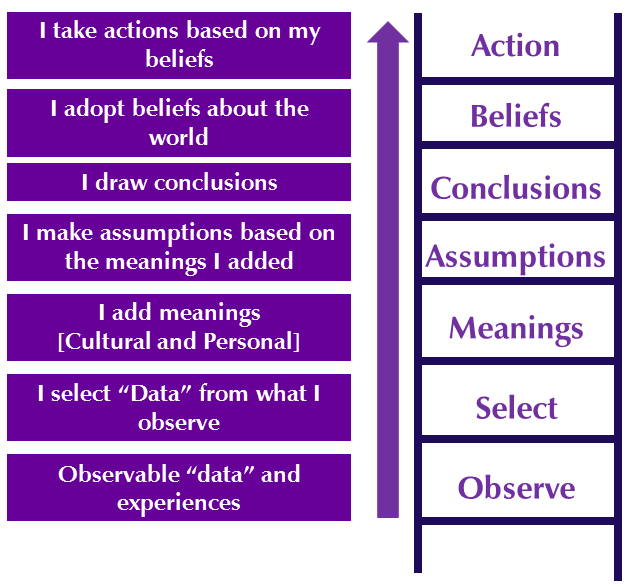 I take actions based on my
beliefs
Action
I adopt beliefs about the
world
Beliefs
I draw conclusions
Conclusions
I make assumptions based on
the meanings I added
Assumptions
I add meanings
[Cultural and Personal]
Meanings
I select “Data” from what I
observe
Select
Observable “data” and
experiences
Observe